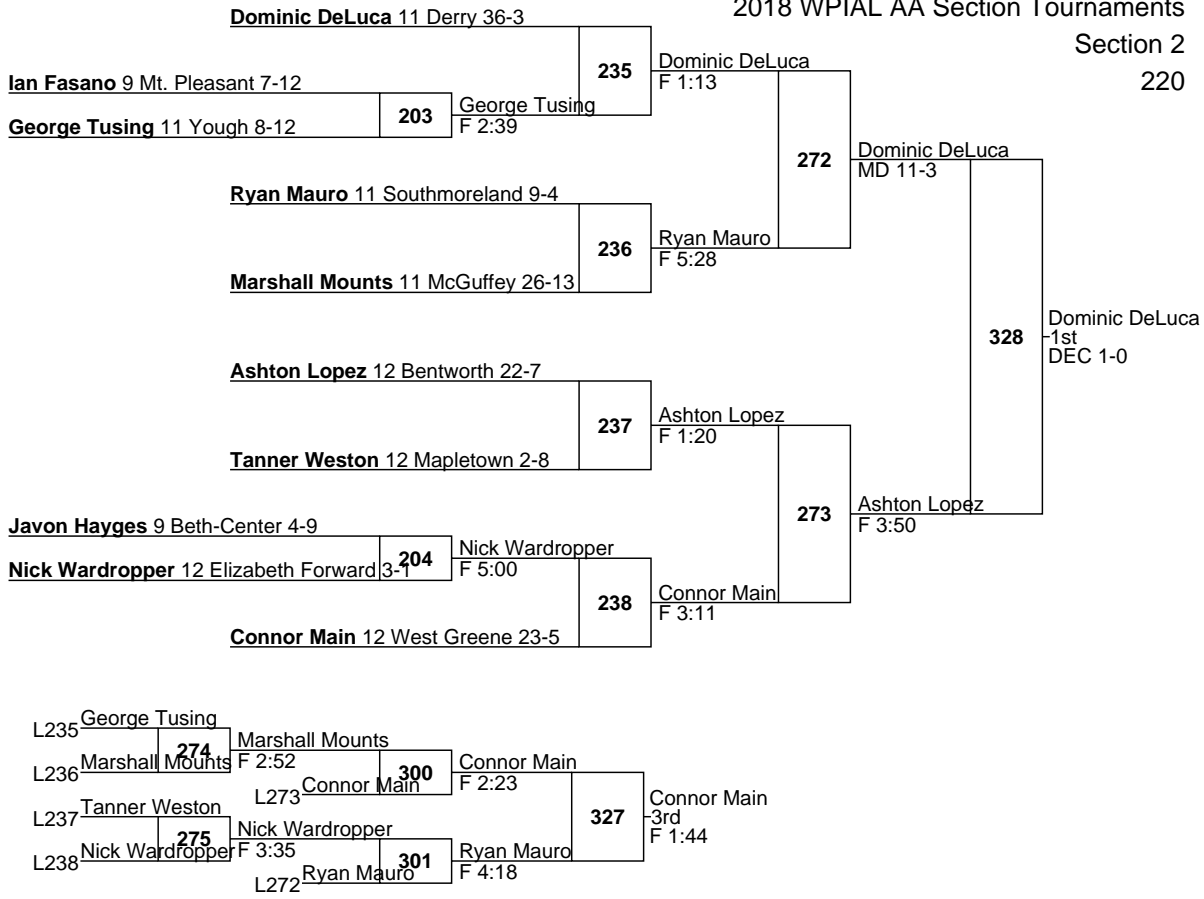 2018 WPIAL AA Section Tournaments
Section 2
220
Dominic DeLuca 11 Derry 36-3
235
Dominic DeLuca
F 1:13
Ian Fasano 9 Mt. Pleasant 7-12
203
George Tusing
F 2:39
George Tusing 11 Yough 8-12
272
Dominic DeLuca
MD 11-3
Ryan Mauro 11 Southmoreland 9-4
236
Ryan Mauro
F 5:28
Marshall Mounts 11 McGuffey 26-13
328
Dominic DeLuca
1st
DEC 1-0
Ashton Lopez 12 Bentworth 22-7
237
Ashton Lopez
F 1:20
Tanner Weston 12 Mapletown 2-8
273
Ashton Lopez
F 3:50
Javon Hayges 9 Beth-Center 4-9
204
Nick Wardropper
F 5:00
Nick Wardropper 12 Elizabeth Forward 3-1
238
Connor Main
F 3:11
Connor Main 12 West Greene 23-5
L235 George Tusing
274
Marshall Mounts
F 2:52
L236 Marshall Mounts
300
Connor Main
F 2:23
L273 Connor Main
L237 Tanner Weston
327
Connor Main
3rd
F 1:44
275
Nick Wardropper
F 3:35
L238 Nick Wardropper
301
Ryan Mauro
F 4:18
L272 Ryan Mauro